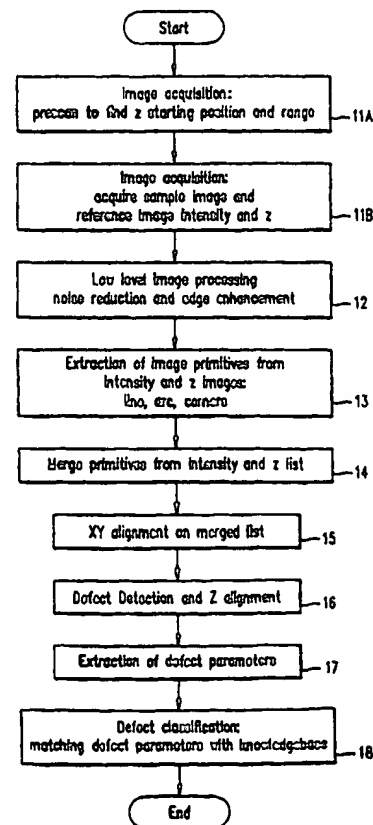 Start
Image acquisition:
prescan to find z starting position and range
11A
Image acquisition:
acquire sample image and
reference image intensity and z
11B
Low level image processing
noise reduction and edge enhancement
12
Extraction of image primitives from
intensity and z images:
line, arc, corners
13
Merge primitives from intensity and z list
14
XY alignment on merged list
15
Defect Detection and Z alignment
16
Extraction of defect parameters
17
Defect classification:
matching defect parameters with knowledgebase
18
End